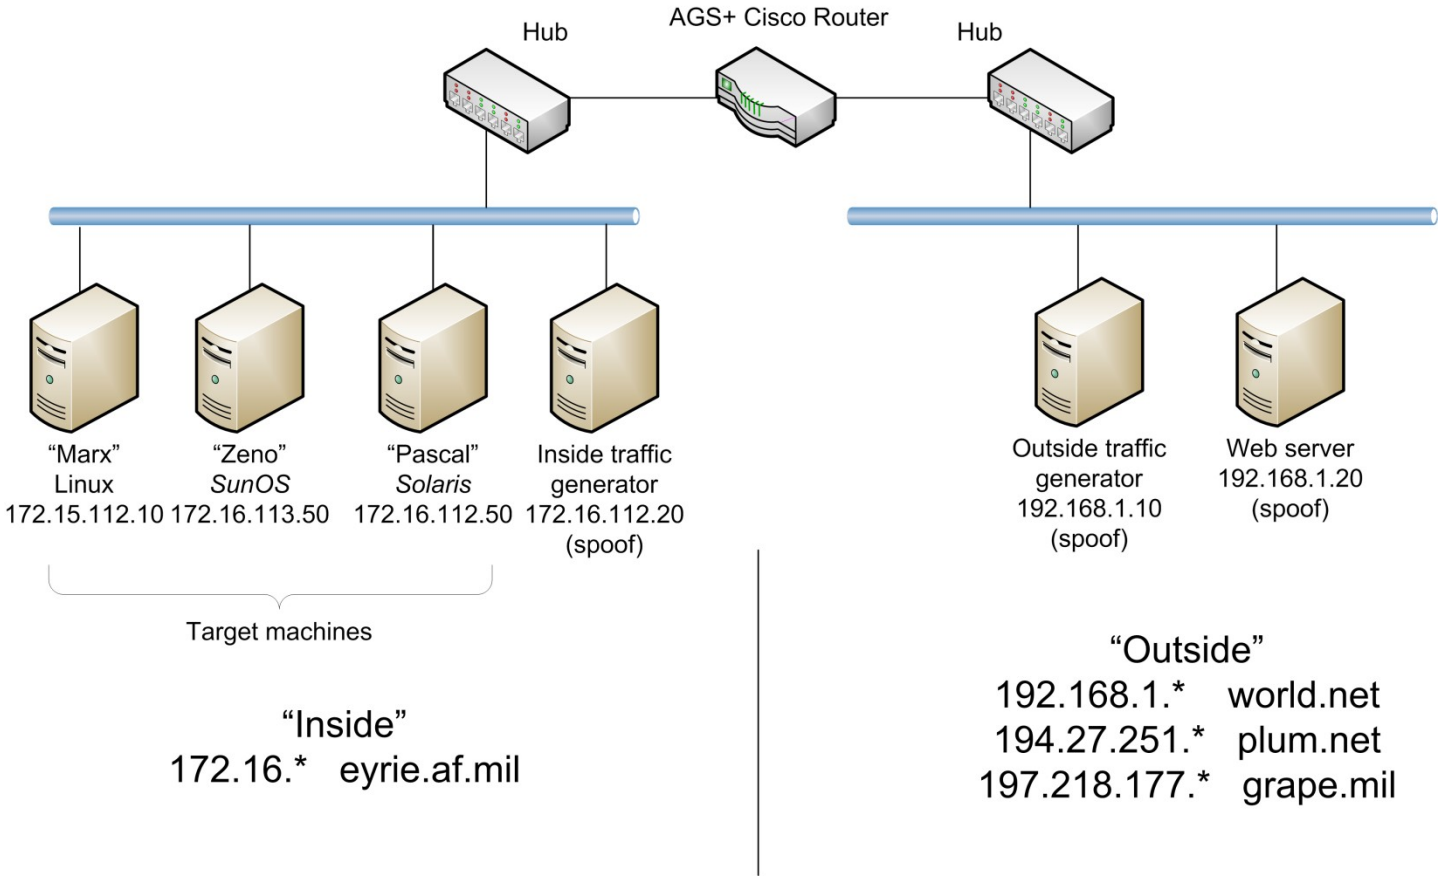 Hub
AGS+ Cisco Router
Hub
“Marx”
Linux
172.15.112.10
“Zeno”
SunOS
172.16.113.50
“Pascal”
Solaris
172.16.112.50
Inside traffic
generator
172.16.112.20
(spoof)
Outside traffic
generator
192.168.1.10
(spoof)
Web server
192.168.1.20
(spoof)
Target machines
“Inside”
172.16.* eyrie.af.mil
“Outside”
192.168.1.* world.net
194.27.251.* plum.net
197.218.177.* grape.mil